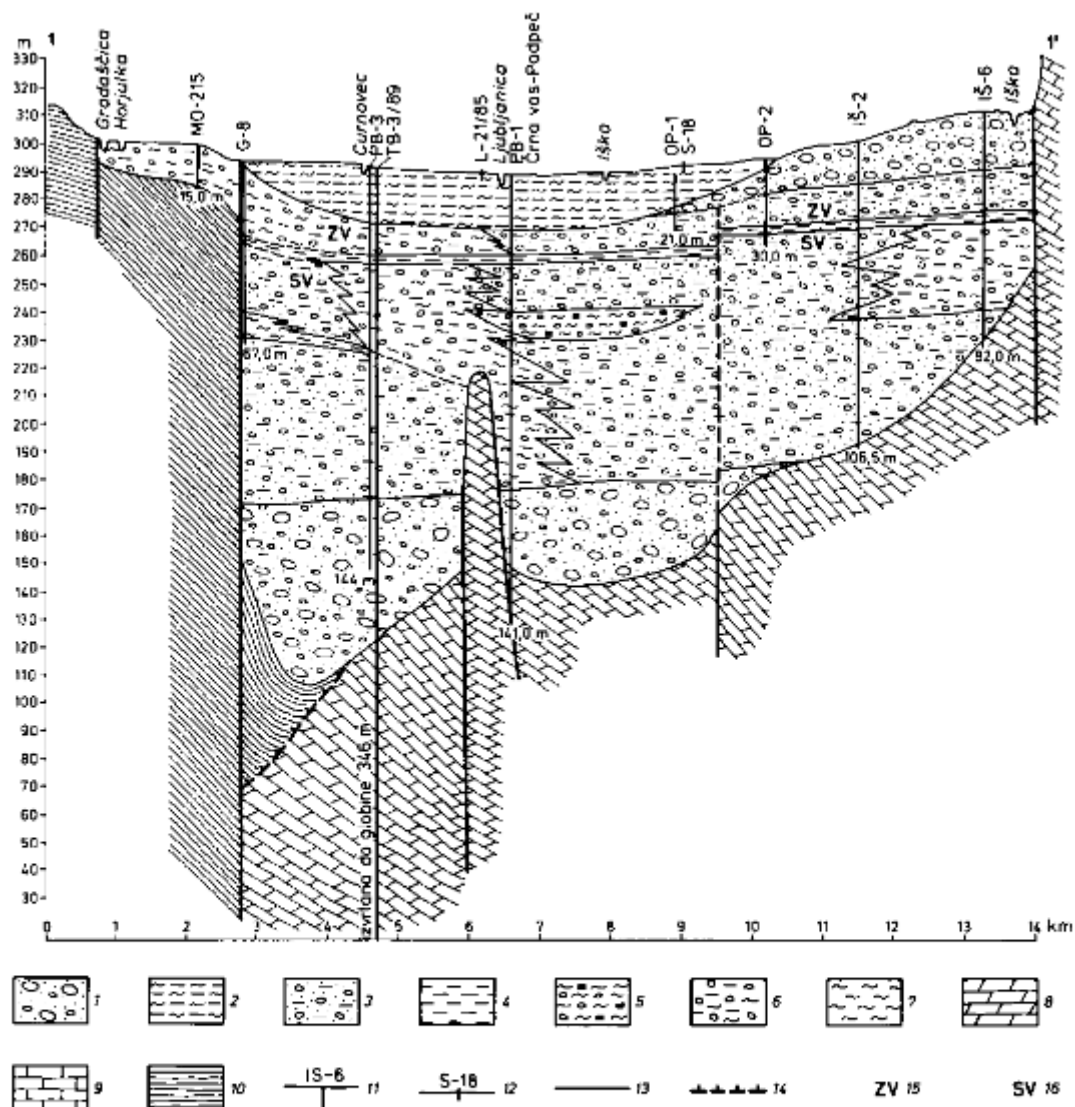 m 1 1'
Gradaščica
Horjulka
MO-215
G-8
Curnovec
PB-3
TB-3/89
L-21/85
Ljubljanica
PB-1
Črna vas-Podpeč
Iška
OP-1
S-18
OP-2
IŠ-2
IŠ-6
Iška
330
320
310
300
290
280
270
260
250
240
230
220
210
200
190
180
170
160
150
140
130
120
110
100
90
80
70
60
50
40
30
15,0 m
ZV
SV
67,0 m
21,0 m
ZV
SV
30,0 m
92,0 m
106,5 m
144
141,0 m
izvrtana do globine 346 m
0 1 2 3 4 5 6 7 8 9 10 11 12 13 14 km
1 2 3 4 5 6 7 8
9 10 IS-6 11 S-18 12 13 14 ZV 15 SV 16